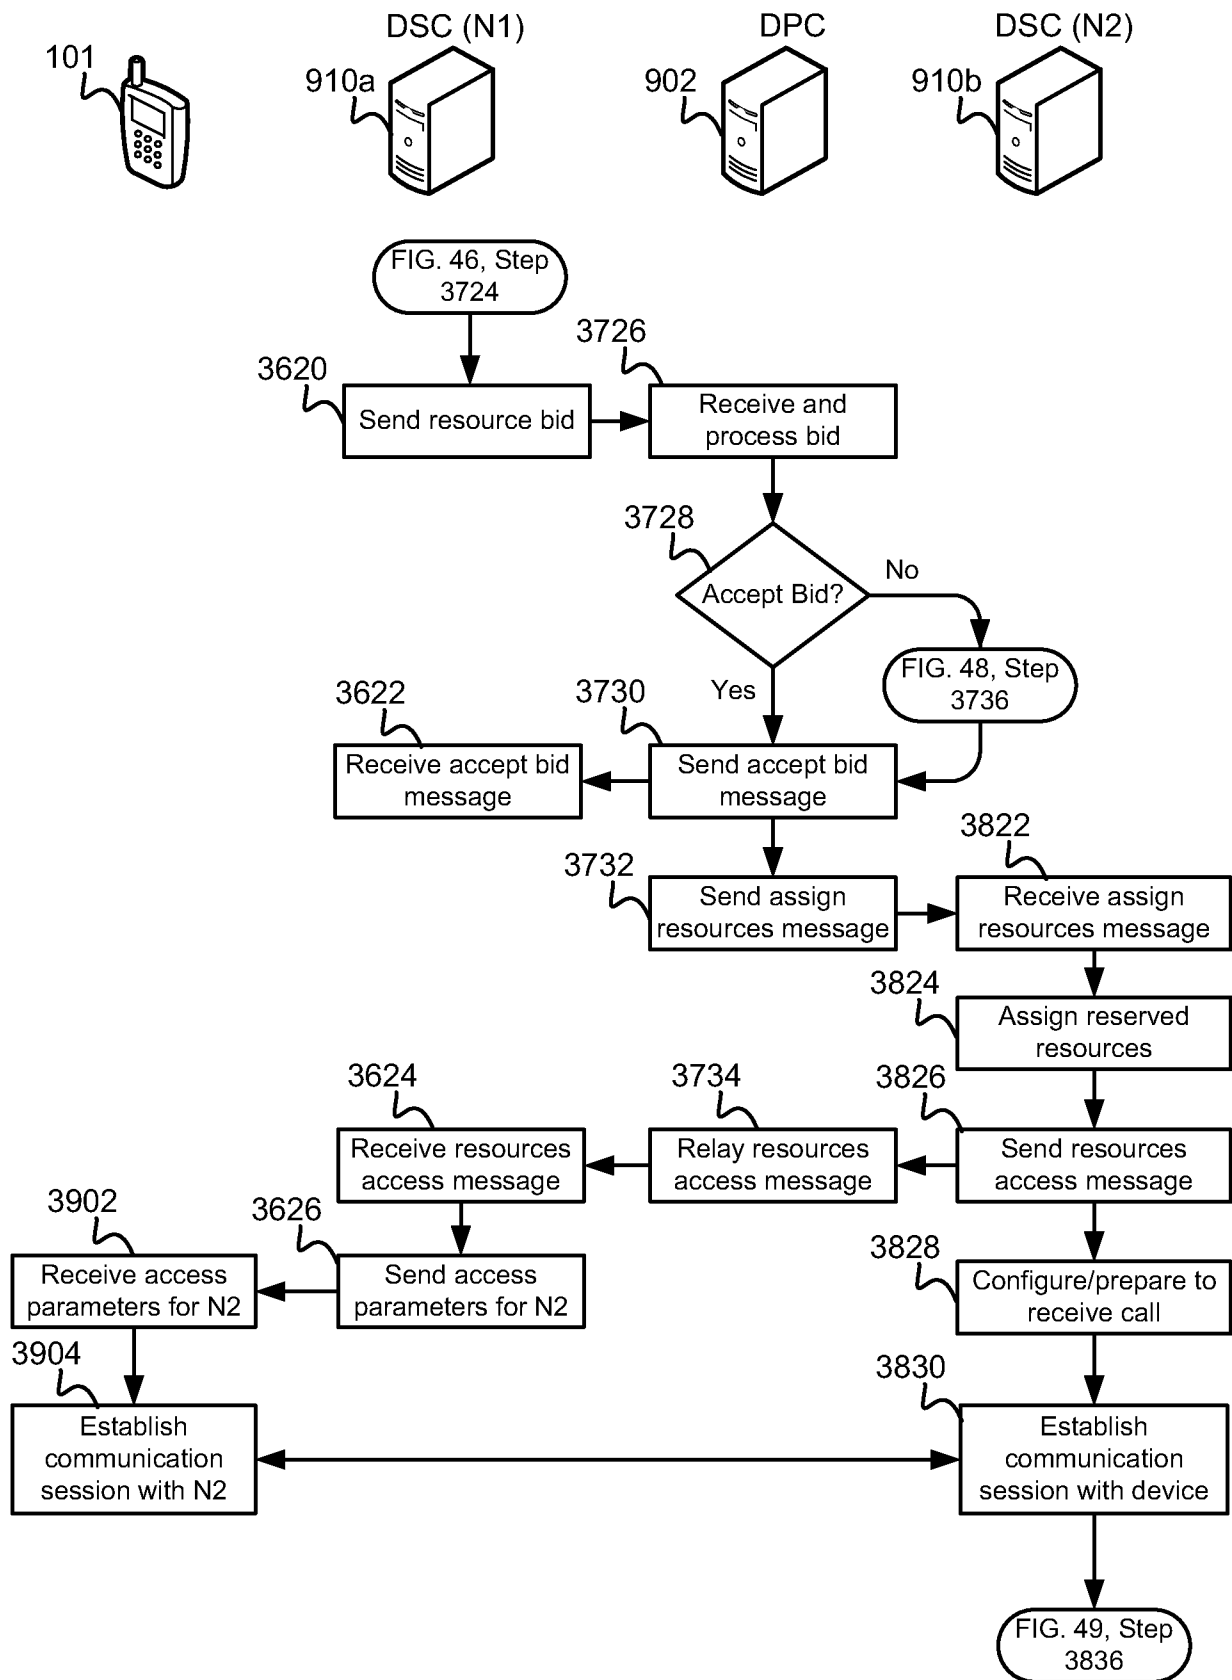 DSC (N1)
DPC
DSC (N2)
101
910a
902
910b
FIG. 46, Step
3724
3726
3620
Send resource bid
Receive and
process bid
3728
No
Accept Bid?
FIG. 48, Step
3736
Yes
3622
3730
Receive accept bid
message
Send accept bid
message
3822
3732
Send assign
resources message
Receive assign
resources message
3824
Assign reserved
resources
3624
3734
3826
Receive resources
access message
Relay resources
access message
Send resources
access message
3902
3626
3828
Receive access
parameters for N2
Send access
parameters for N2
Configure/prepare to
receive call
3904
3830
Establish
communication
session with N2
Establish
communication
session with device
FIG. 49, Step
3836